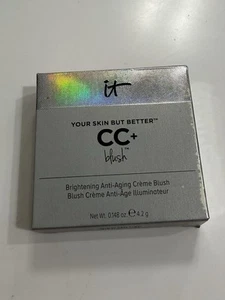 it
YOUR SKIN BUT BETTER™
CC+
blush™
Brightening Anti-Aging Crème Blush
Blush Crème Anti-Âge Illuminateur
Net Wt. 0.148 oz ℮ 4.2 g